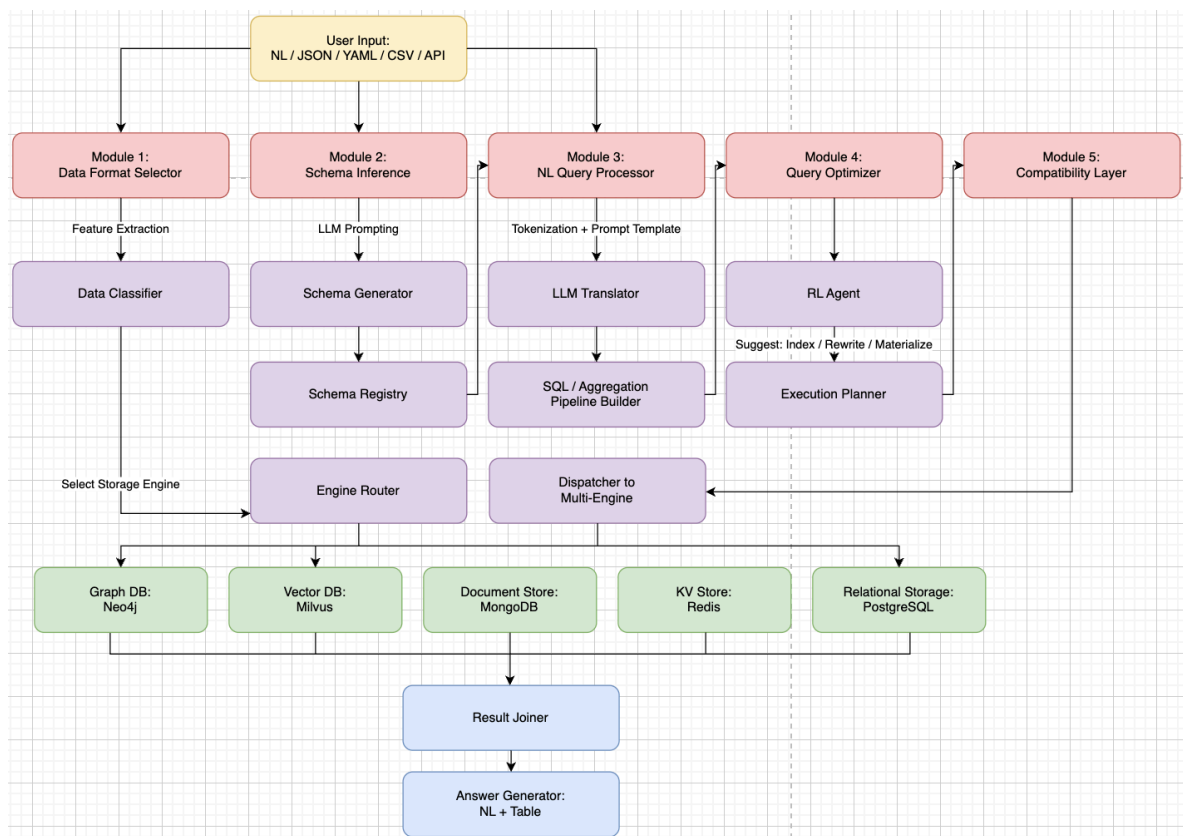 User Input:
NL / JSON / YAML / CSV / API
Module 1:
Data Format Selector
Module 2:
Schema Inference
Module 3:
NL Query Processor
Module 4:
Query Optimizer
Module 5:
Compatibility Layer
Feature Extraction
LLM Prompting
Tokenization + Prompt Template
Data Classifier
Schema Generator
LLM Translator
RL Agent
Suggest: Index / Rewrite / Materialize
Schema Registry
SQL / Aggregation
Pipeline Builder
Execution Planner
Select Storage Engine
Engine Router
Dispatcher to
Multi-Engine
Graph DB:
Neo4j
Vector DB:
Milvus
Document Store:
MongoDB
KV Store:
Redis
Relational Storage:
PostgreSQL
Result Joiner
Answer Generator:
NL + Table